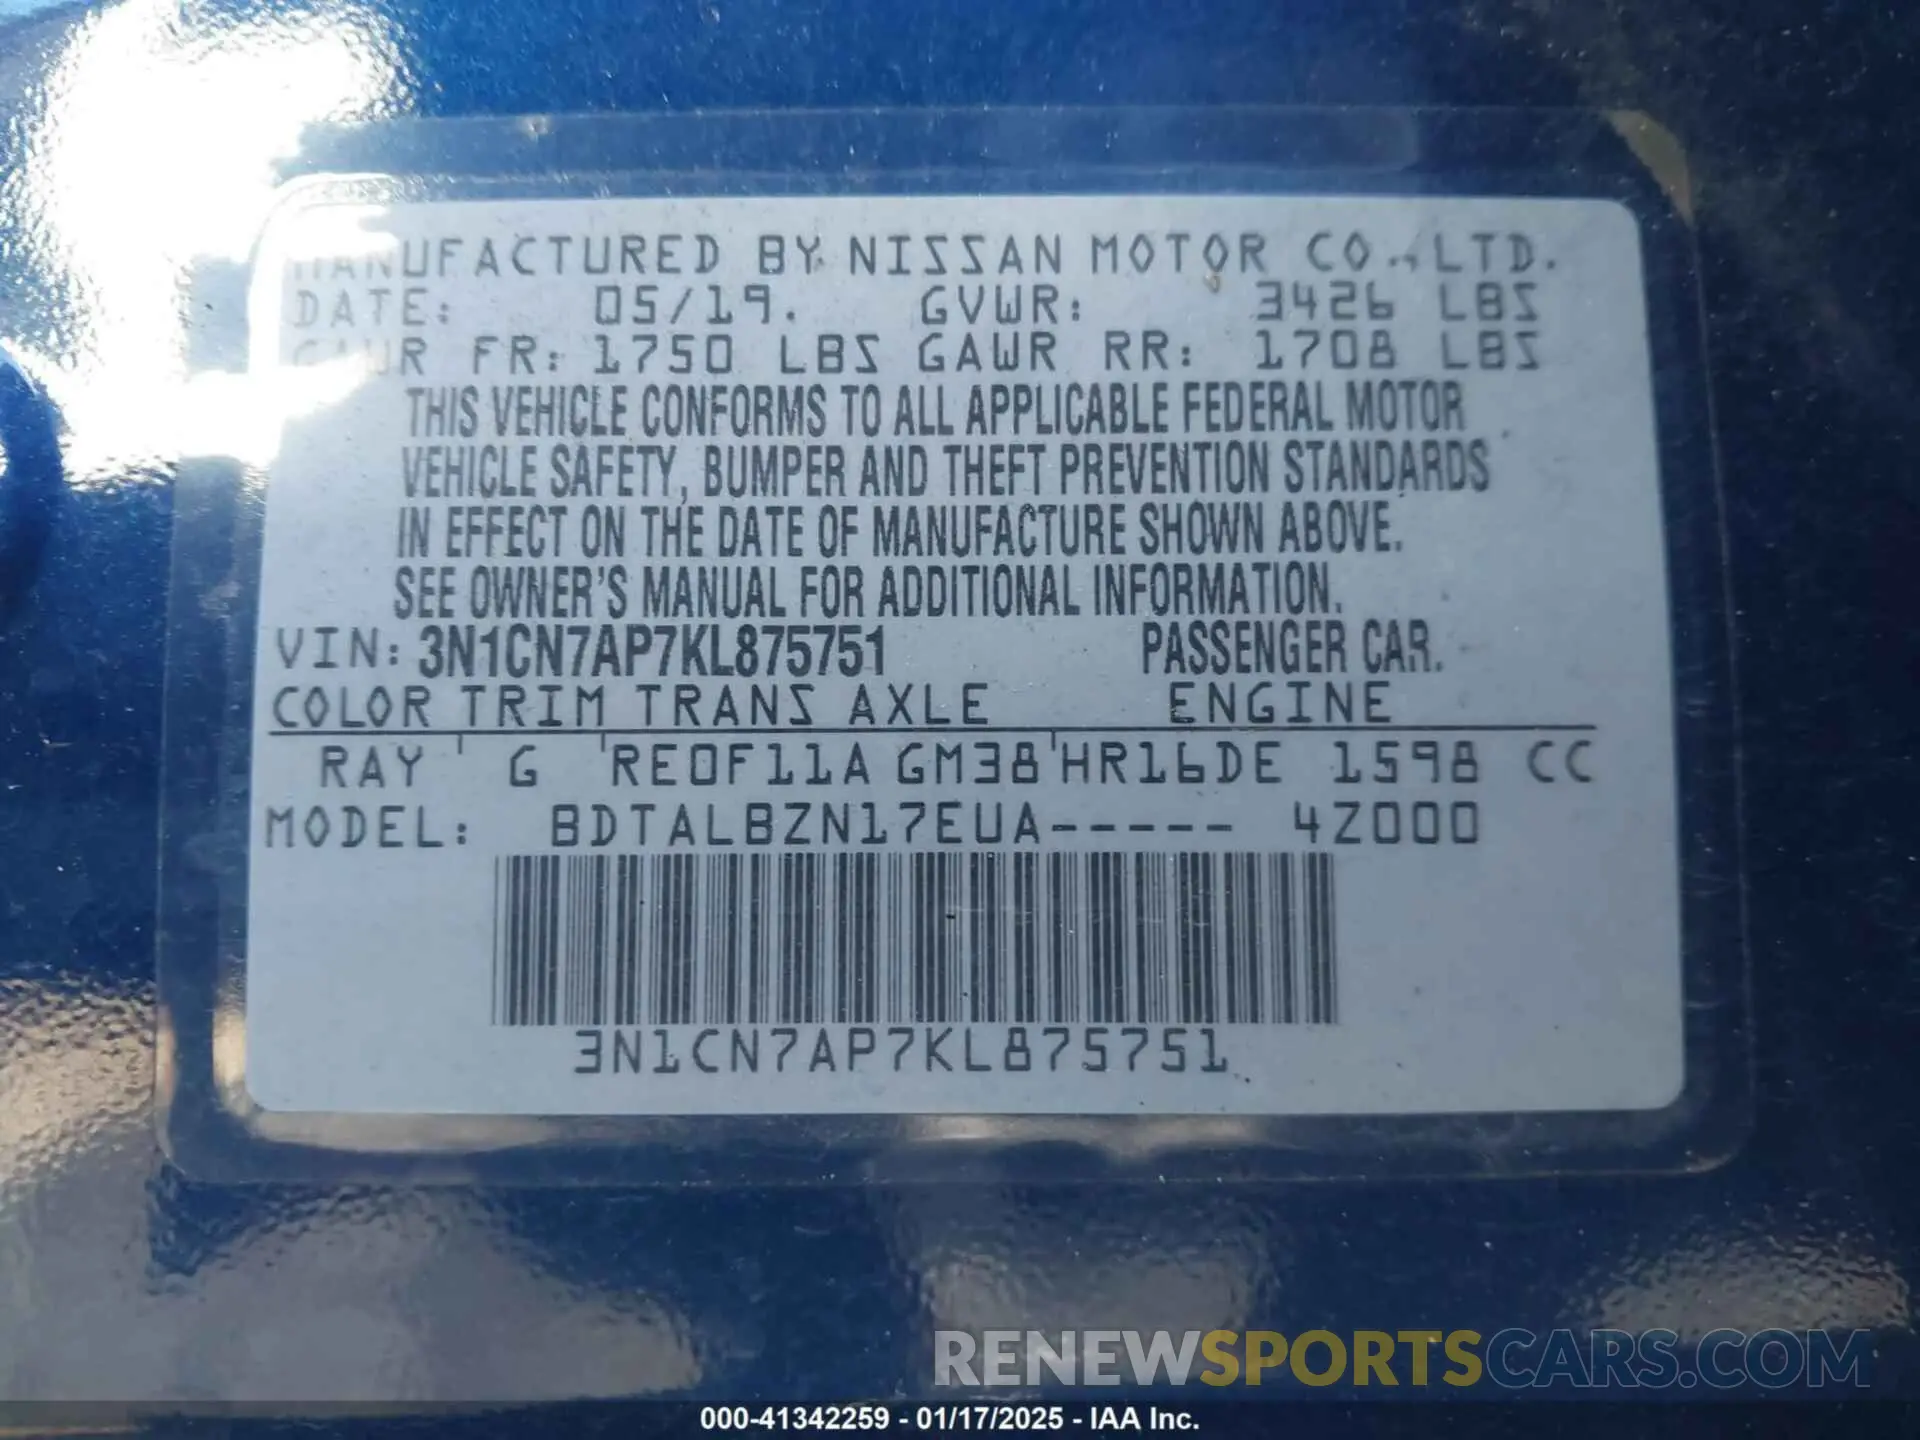 MANUFACTURED BY NISSAN MOTOR CO., LTD.
DATE: 05/19. GVWR: 3426 LBS
GAWR FR: 1750 LBS GAWR RR: 1708 LBS
THIS VEHICLE CONFORMS TO ALL APPLICABLE FEDERAL MOTOR
VEHICLE SAFETY, BUMPER AND THEFT PREVENTION STANDARDS
IN EFFECT ON THE DATE OF MANUFACTURE SHOWN ABOVE.
SEE OWNER'S MANUAL FOR ADDITIONAL INFORMATION.
VIN: 3N1CN7AP7KL875751 PASSENGER CAR.
COLOR TRIM TRANS AXLE ENGINE
RAY G RE0F11A GM38 HR16DE 1598 CC
MODEL: BDTALBZN17EUA----- 4Z000
3N1CN7AP7KL875751
RENEWSPORTSCARS.COM
000-41342259 - 01/17/2025 - IAA Inc.